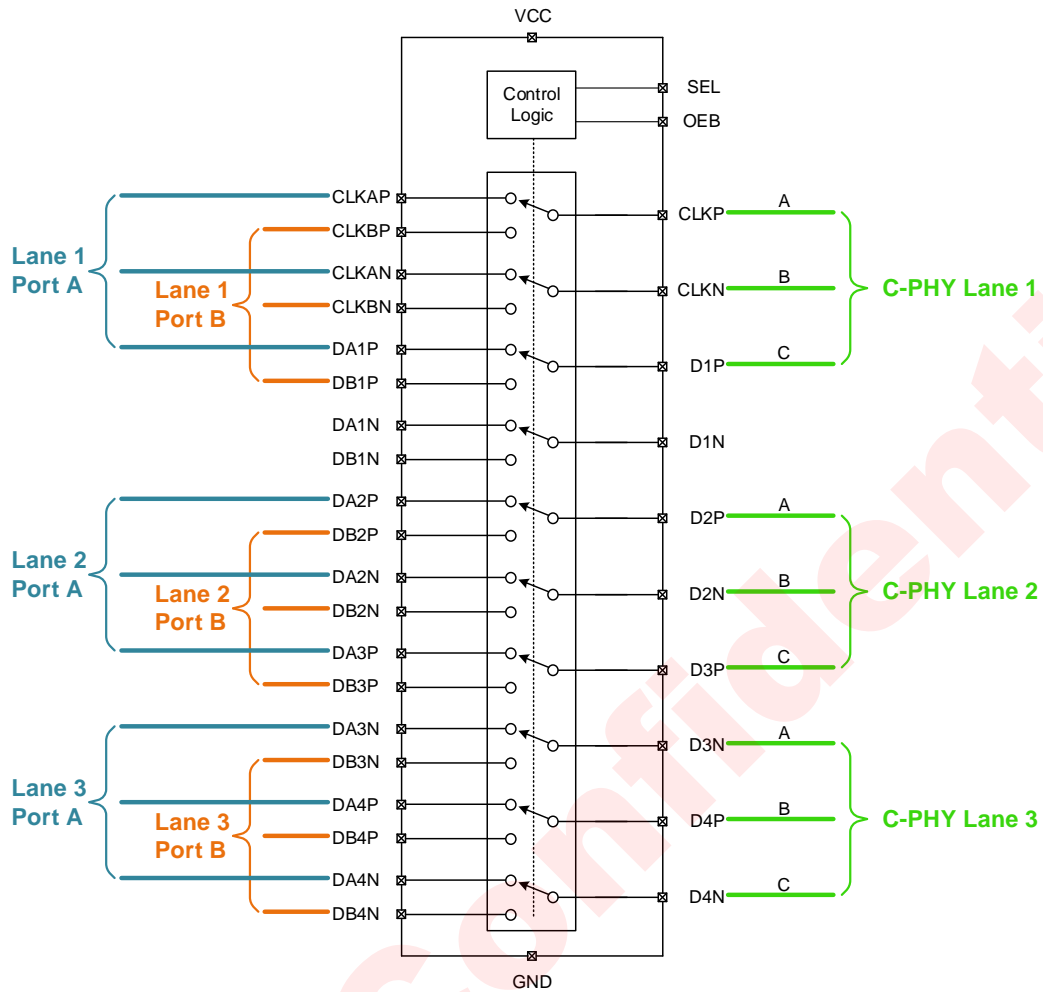 VCC
Control
Logic
SEL
OEB
CLKAP
CLKP
A
CLKBP
Lane 1
Port A
CLKAN
Lane 1
Port B
CLKN
B
C-PHY Lane 1
CLKBN
DA1P
D1P
C
DB1P
DA1N
D1N
DB1N
DA2P
D2P
A
DB2P
Lane 2
Port A
DA2N
Lane 2
Port B
D2N
B
C-PHY Lane 2
DB2N
DA3P
D3P
C
DB3P
DA3N
D3N
A
DB3N
Lane 3
Port A
DA4P
Lane 3
Port B
D4P
B
C-PHY Lane 3
DB4P
DA4N
D4N
C
DB4N
GND
Confidenti